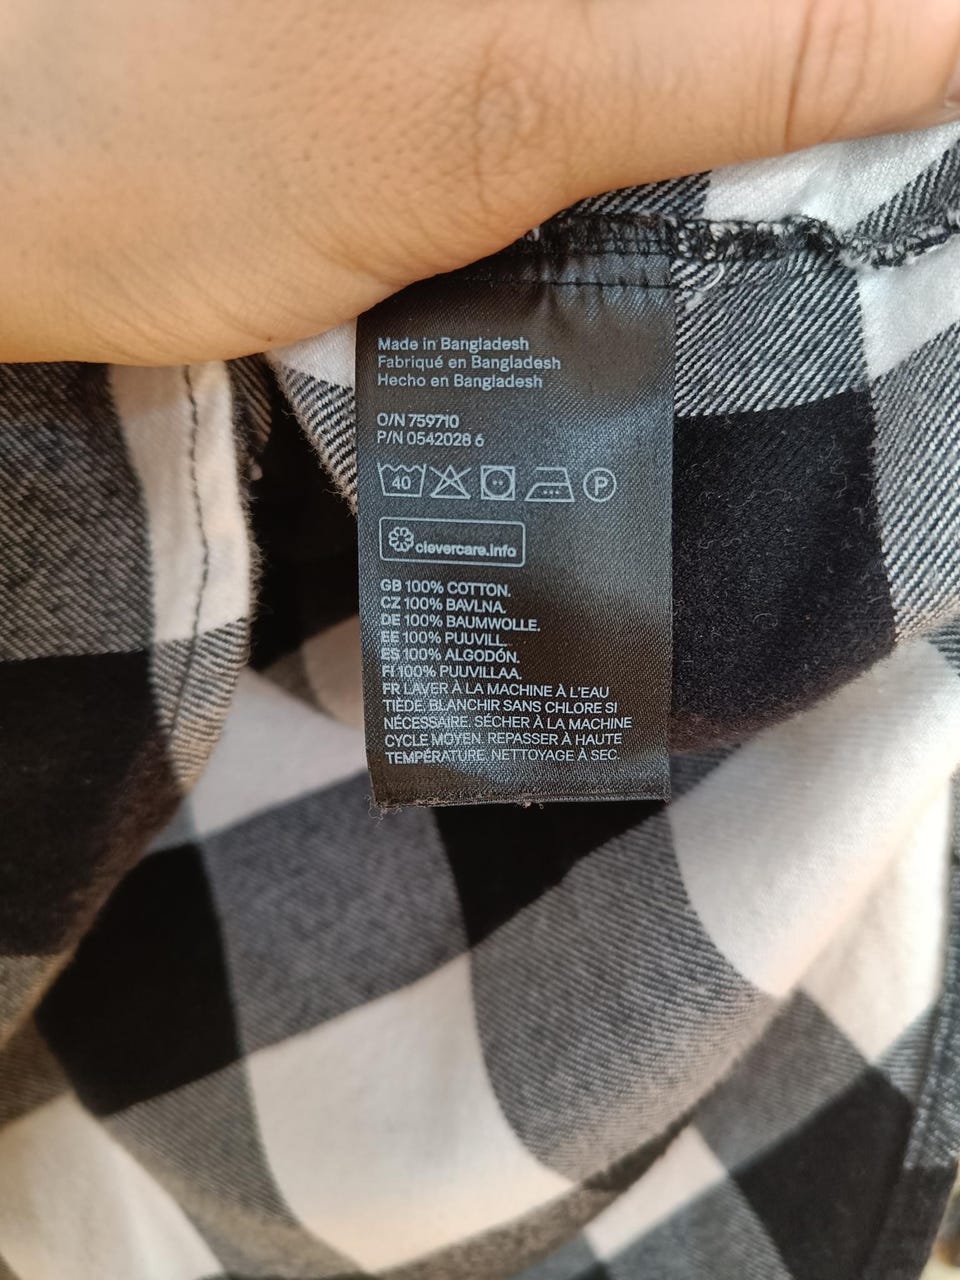 Made in Bangladesh
Fabriqué en Bangladesh
Hecho en Bangladesh
O/N 759710
P/N 0542028 6
40 P
clevercare.info
GB 100% COTTON.
CZ 100% BAVLNA.
DE 100% BAUMWOLLE.
EE 100% PUUVILL.
ES 100% ALGODÓN.
FI 100% PUUVILLAA.
FR LAVER À LA MACHINE À L'EAU
TIÈDE. BLANCHIR SANS CHLORE SI
NÉCESSAIRE. SÉCHER À LA MACHINE
CYCLE MOYEN. REPASSER À HAUTE
TEMPÉRATURE. NETTOYAGE À SEC.